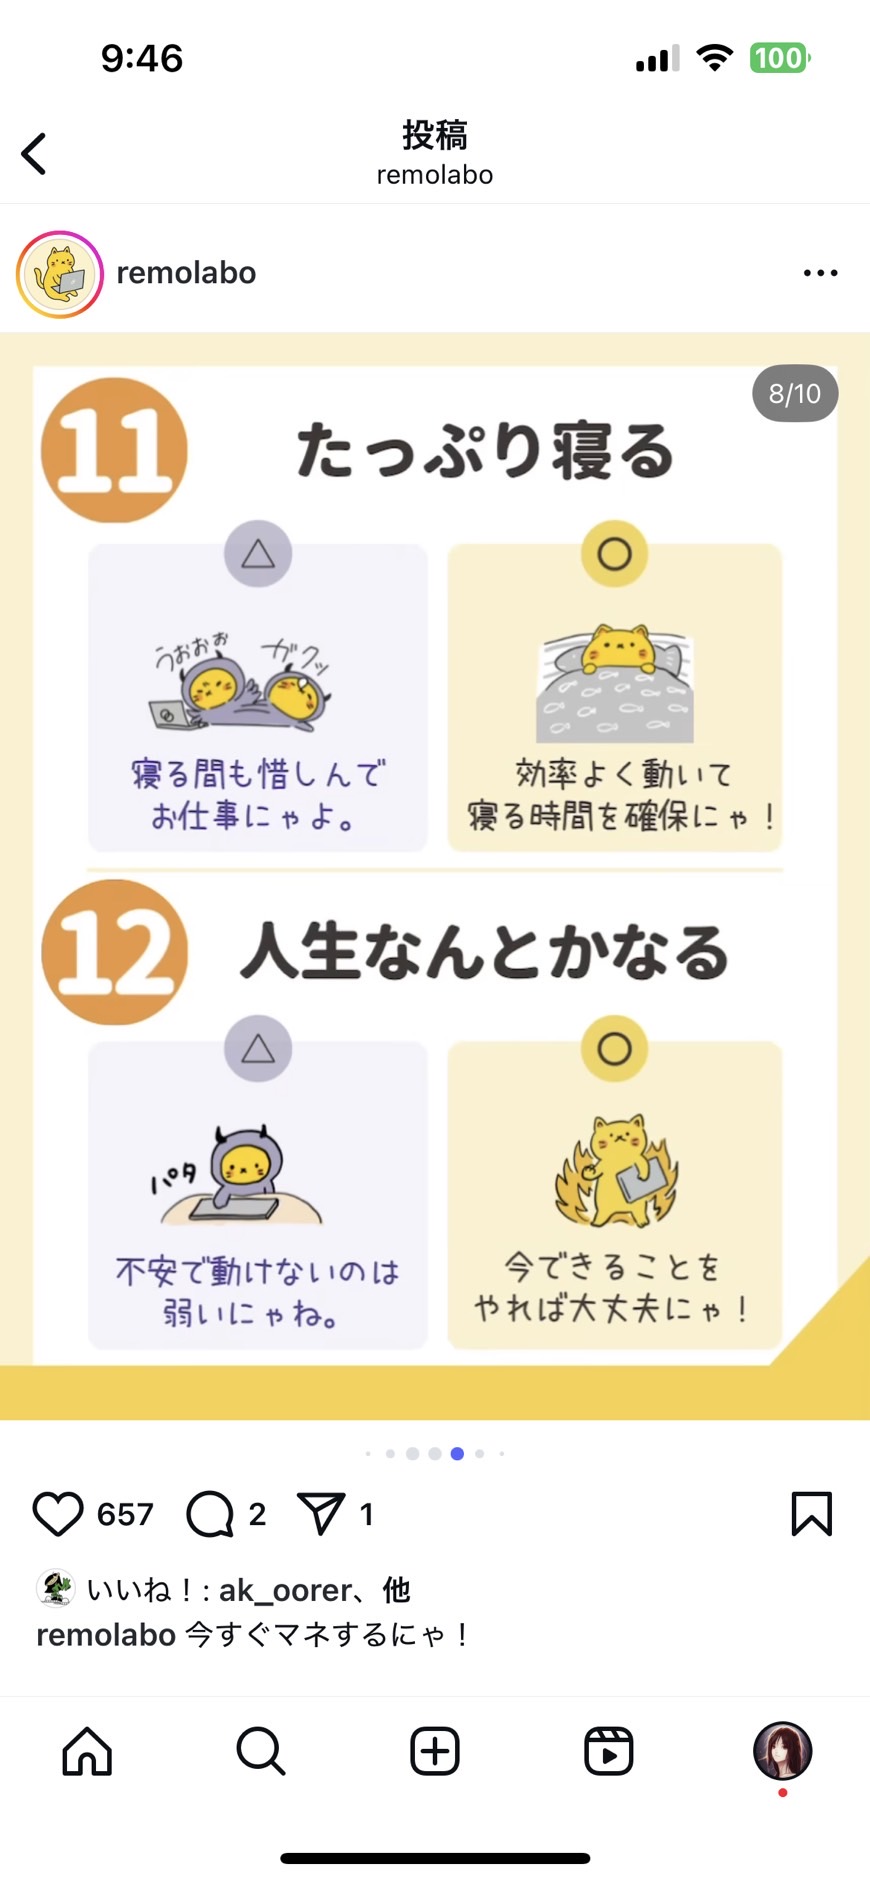 9:46
100
投稿
remolabo
remolabo
8/10
11 たっぷり寝る
うおおぉ
ガクッ
寝る間も惜しんで
お仕事にゃよ。
効率よく動いて
寝る時間を確保にゃ！
12 人生なんとかなる
パタ
不安で動けないのは
弱いにゃね。
今できることを
やれば大丈夫にゃ！
657 2 1
いいね！: ak_oorer、他
remolabo 今すぐマネするにゃ！